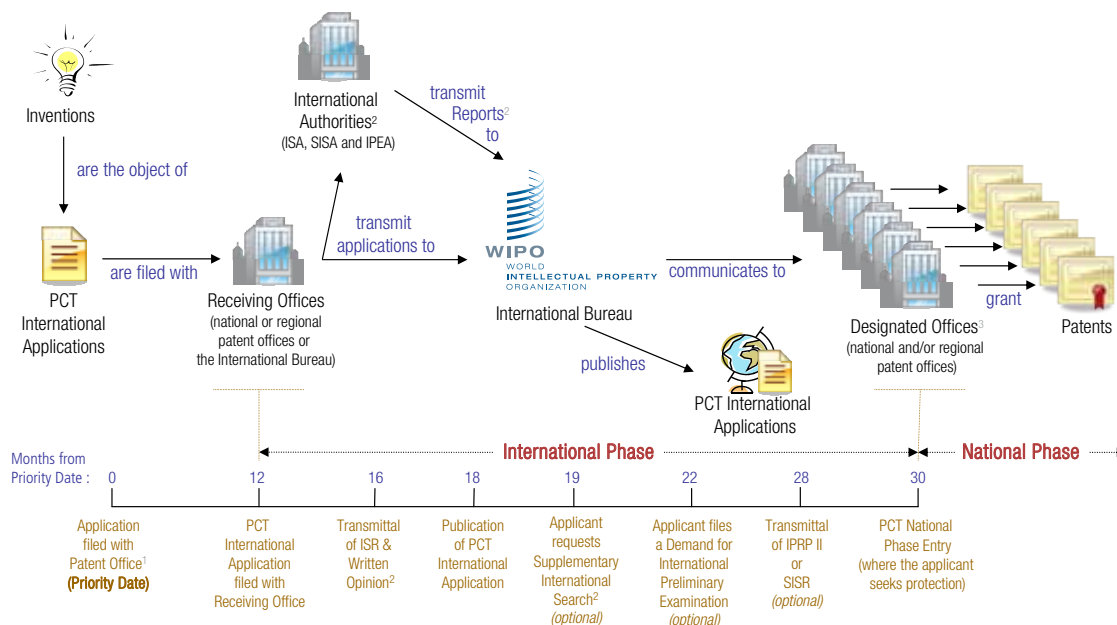 Inventions
are the object of
PCT
International
Applications
are filed with
Receiving Offices
(national or regional
patent offices or
the International Bureau)
International
Authorities²
(ISA, SISA and IPEA)
transmit
Reports²
to
transmit
applications to
WIPO
WORLD
INTELLECTUAL PROPERTY
ORGANIZATION
International Bureau
publishes
PCT International
Applications
communicates to
Designated Offices³
(national and/or regional
patent offices)
grant
Patents
International Phase
National Phase
Months from
Priority Date :
0
12
16
18
19
22
28
30
Application
filed with
Patent Office¹
(Priority Date)
PCT
International
Application
filed with
Receiving Office
Transmittal
of ISR &
Written
Opinion²
Publication
of PCT
International
Application
Applicant
requests
Supplementary
International
Search²
(optional)
Applicant files
a Demand for
International
Preliminary
Examination
(optional)
Transmittal
of IPRP II
or
SISR
(optional)
PCT National
Phase Entry
(where the applicant
seeks protection)